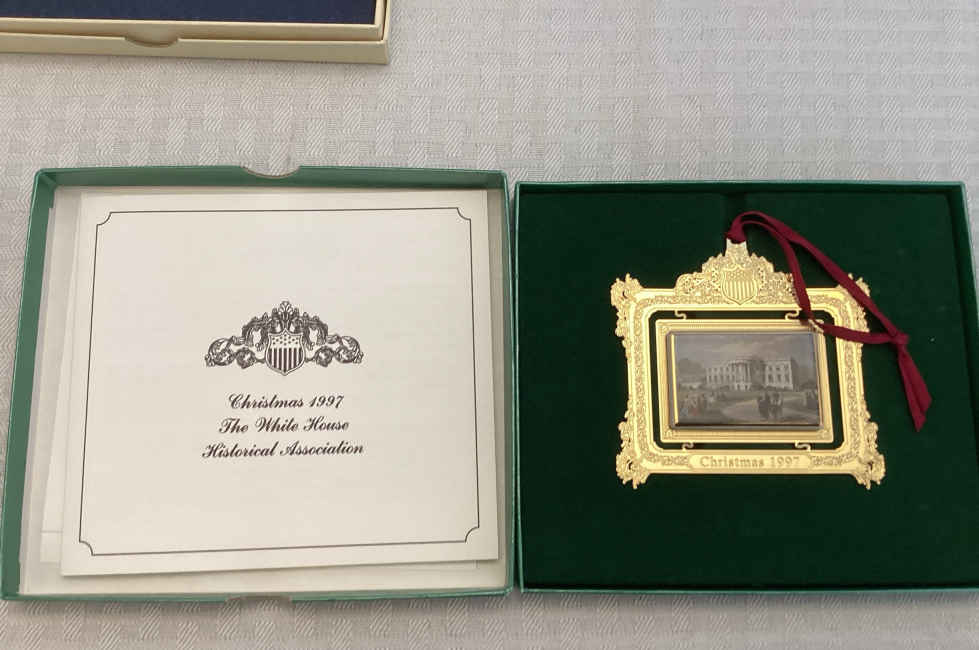 Christmas 1997
The White House
Historical Association
Christmas 1997